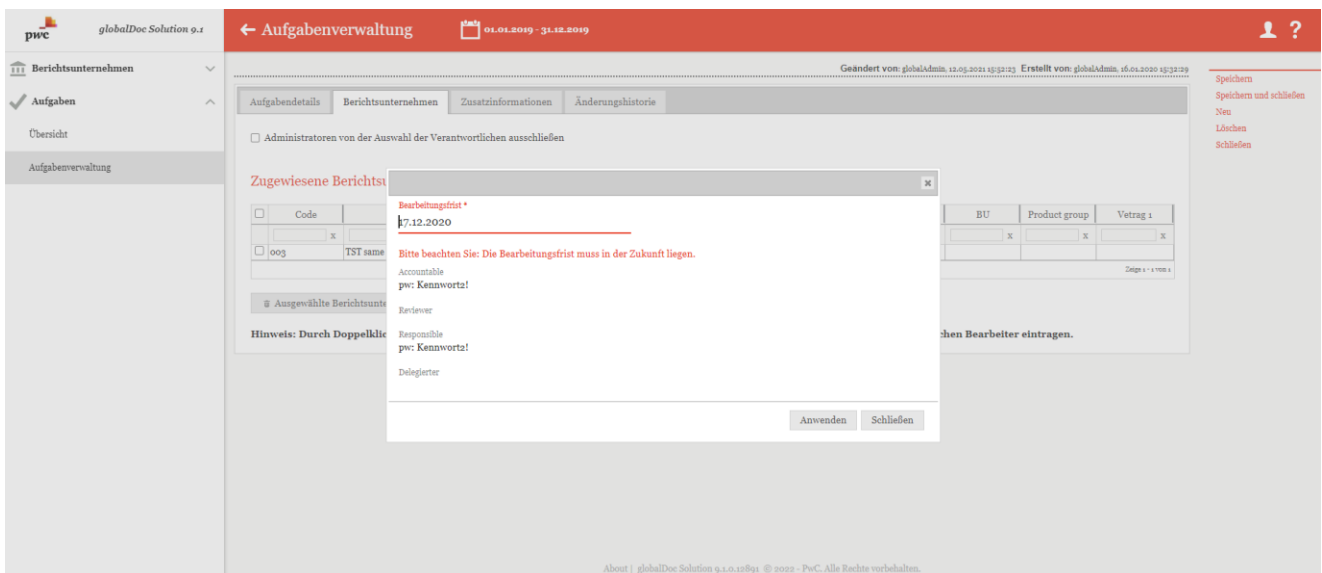 pwc
globalDoc Solution 9.1
← Aufgabenverwaltung
01.01.2019 - 31.12.2019
?
Berichtsunternehmen
Aufgaben
Übersicht
Aufgabenverwaltung
Geändert von: globalAdmin, 12.05.2021 15:52:23 Erstellt von: globalAdmin, 16.01.2020 15:32:29
Speichern
Speichern und schließen
Neu
Löschen
Schließen
Aufgabendetails Berichtsunternehmen Zusatzinformationen Änderungshistorie
Administratoren von der Auswahl der Verantwortlichen ausschließen
Zugewiesene Berichtsu
Code BU Product group Vetrag 1
x x x x
003 TST same
Zeige 1 - 1 von 1
Ausgewählte Berichtsunte
Hinweis: Durch Doppelklic
chen Bearbeiter eintragen.
x
Bearbeitungsfrist *
17.12.2020
Bitte beachten Sie: Die Bearbeitungsfrist muss in der Zukunft liegen.
Accountable
pw: Kennwort2!
Reviewer
Responsible
pw: Kennwort2!
Delegierter
Anwenden Schließen
About | globalDoc Solution 9.1.0.12891 © 2022 - PwC. Alle Rechte vorbehalten.